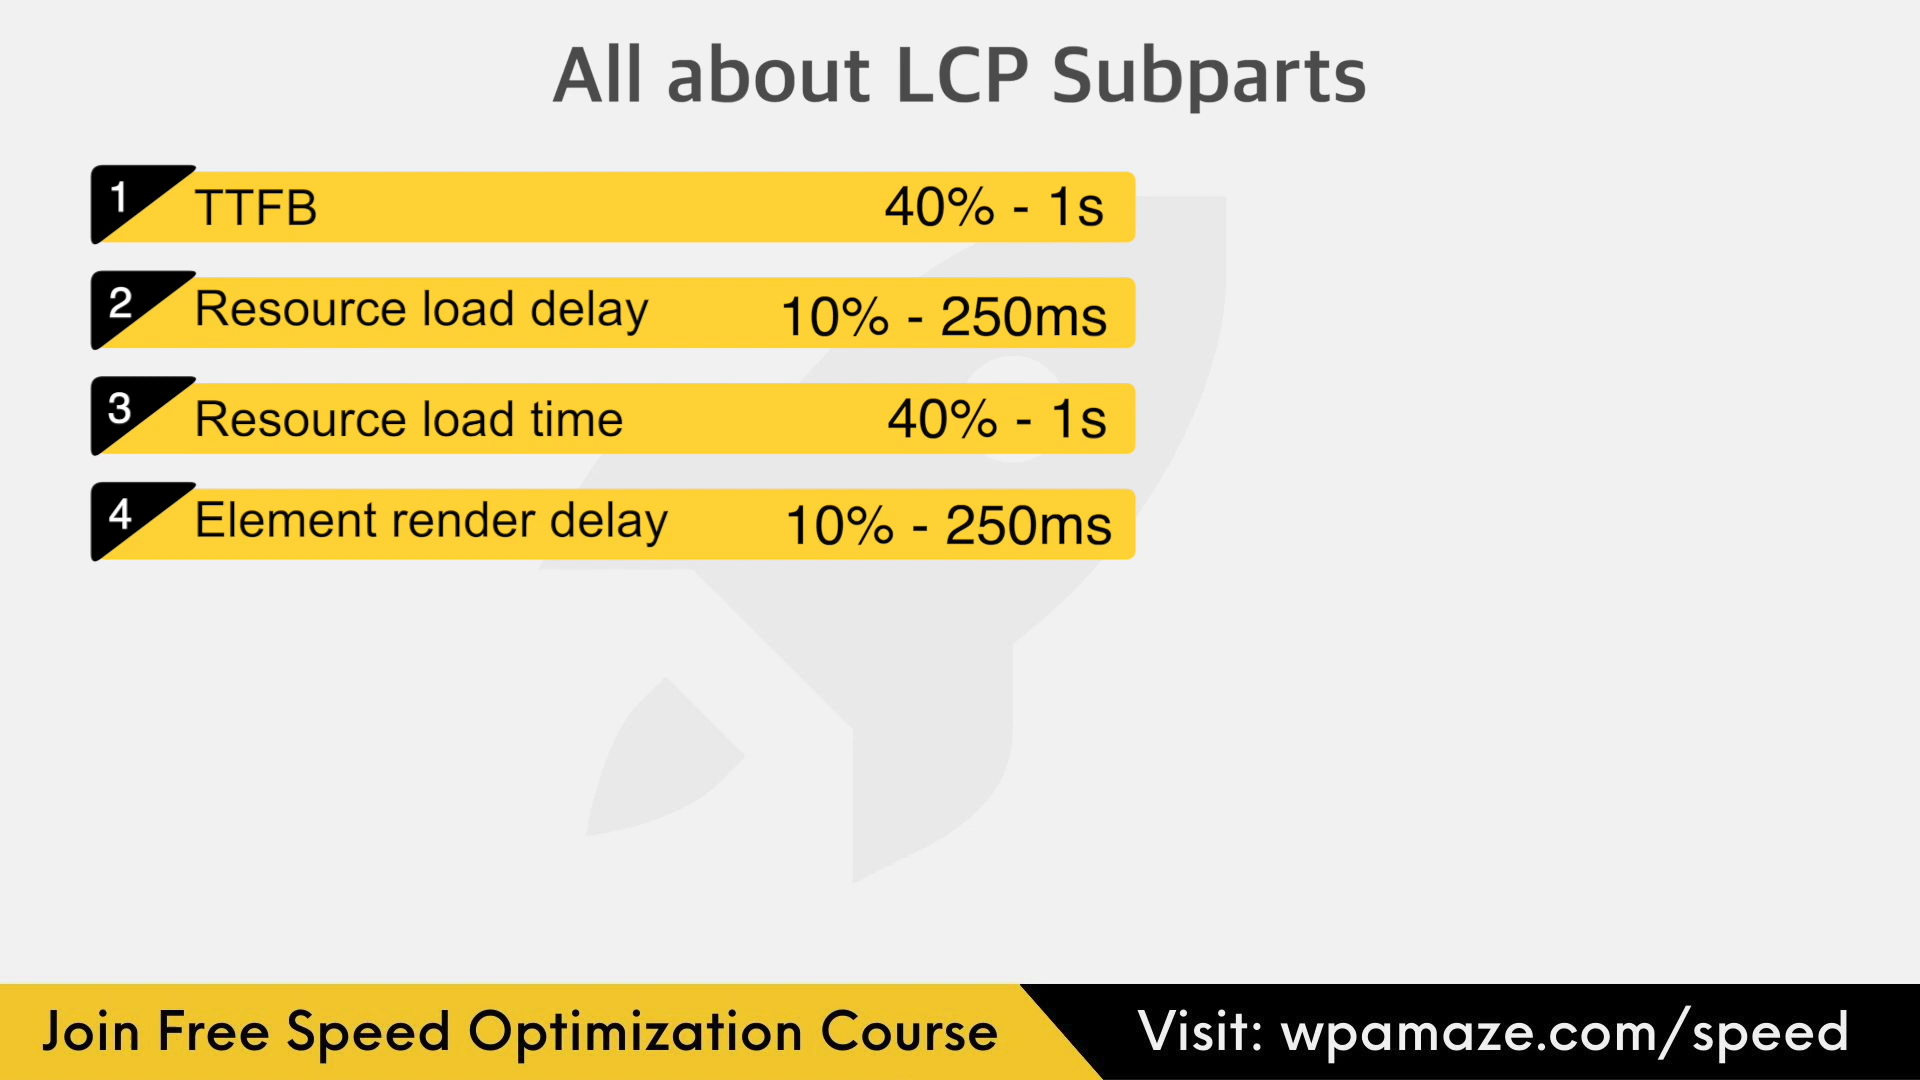 All about LCP Subparts
1 TTFB 40% - 1s
2 Resource load delay 10% - 250ms
3 Resource load time 40% - 1s
4 Element render delay 10% - 250ms
Join Free Speed Optimization Course Visit: wpamaze.com/speed